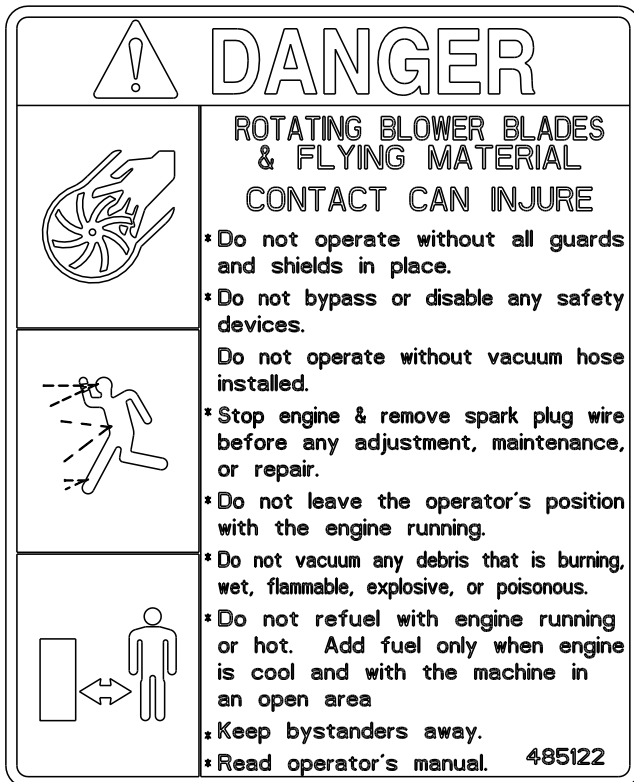 DANGER
ROTATING BLOWER BLADES
& FLYING MATERIAL
CONTACT CAN INJURE
* Do not operate without all guards
and shields in place.
* Do not bypass or disable any safety
devices.
Do not operate without vacuum hose
installed.
* Stop engine & remove spark plug wire
before any adjustment, maintenance,
or repair.
* Do not leave the operator's position
with the engine running.
* Do not vacuum any debris that is burning,
wet, flammable, explosive, or poisonous.
* Do not refuel with engine running
or hot. Add fuel only when engine
is cool and with the machine in
an open area
* Keep bystanders away.
* Read operator's manual. 485122